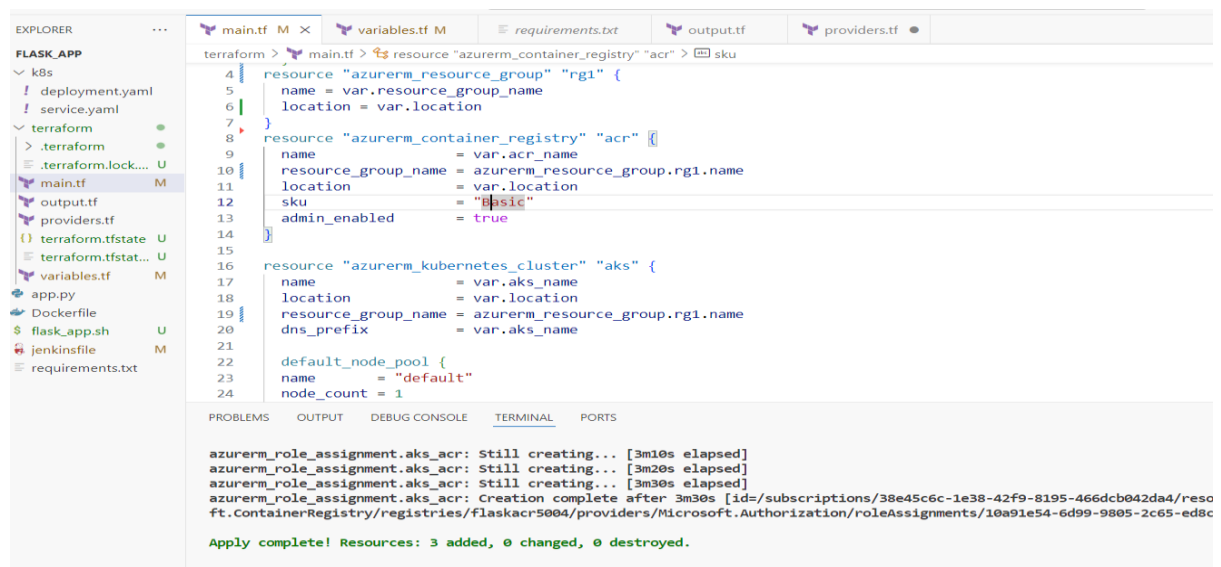 EXPLORER ...
FLASK_APP
k8s
! deployment.yaml
! service.yaml
terraform
.terraform
.terraform.lock.... U
main.tf M
output.tf
providers.tf
{} terraform.tfstate U
terraform.tfstat... U
variables.tf M
app.py
Dockerfile
$ flask_app.sh U
jenkinsfile M
requirements.txt
main.tf M ×
variables.tf M
requirements.txt
output.tf
providers.tf ●
terraform > main.tf > resource "azurerm_container_registry" "acr" > sku
4 resource "azurerm_resource_group" "rg1" {
5 name = var.resource_group_name
6 location = var.location
7 }
8 resource "azurerm_container_registry" "acr" {
9 name = var.acr_name
10 resource_group_name = azurerm_resource_group.rg1.name
11 location = var.location
12 sku = "Basic"
13 admin_enabled = true
14 }
15
16 resource "azurerm_kubernetes_cluster" "aks" {
17 name = var.aks_name
18 location = var.location
19 resource_group_name = azurerm_resource_group.rg1.name
20 dns_prefix = var.aks_name
21
22 default_node_pool {
23 name = "default"
24 node_count = 1
PROBLEMS OUTPUT DEBUG CONSOLE TERMINAL PORTS
azurerm_role_assignment.aks_acr: Still creating... [3m10s elapsed]
azurerm_role_assignment.aks_acr: Still creating... [3m20s elapsed]
azurerm_role_assignment.aks_acr: Still creating... [3m30s elapsed]
azurerm_role_assignment.aks_acr: Creation complete after 3m30s [id=/subscriptions/38e45c6c-1e38-42f9-8195-466dcb042da4/reso
ft.ContainerRegistry/registries/flaskacr5004/providers/Microsoft.Authorization/roleAssignments/10a91e54-6d99-9805-2c65-ed8c
Apply complete! Resources: 3 added, 0 changed, 0 destroyed.